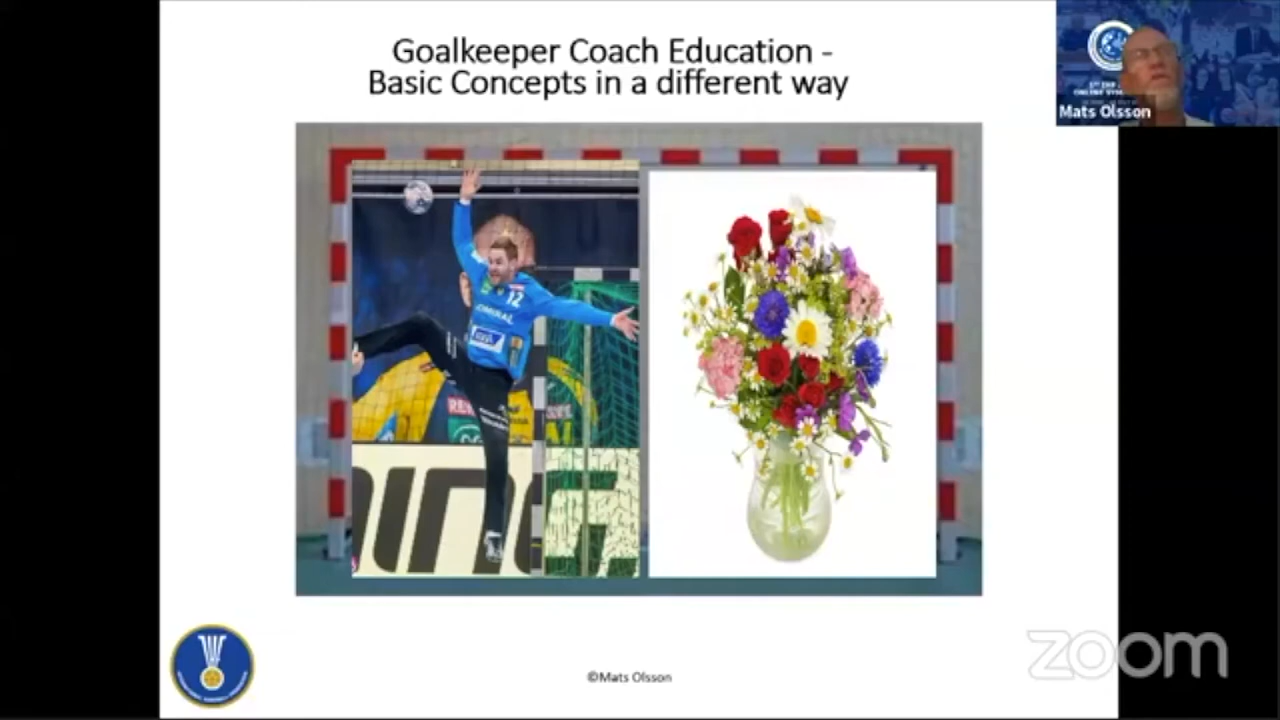 Goalkeeper Coach Education -
Basic Concepts in a different way
Mats Olsson
12
©Mats Olsson
zoom